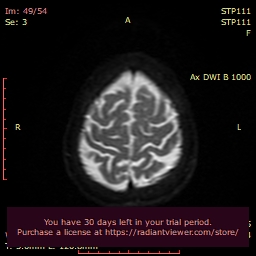 Im: 49/54
Se: 3
A
STP111
STP111
F
Ax DWI B 1000
R
L
You have 30 days left in your trial period.
Purchase a license at https://radiantviewer.com/store/